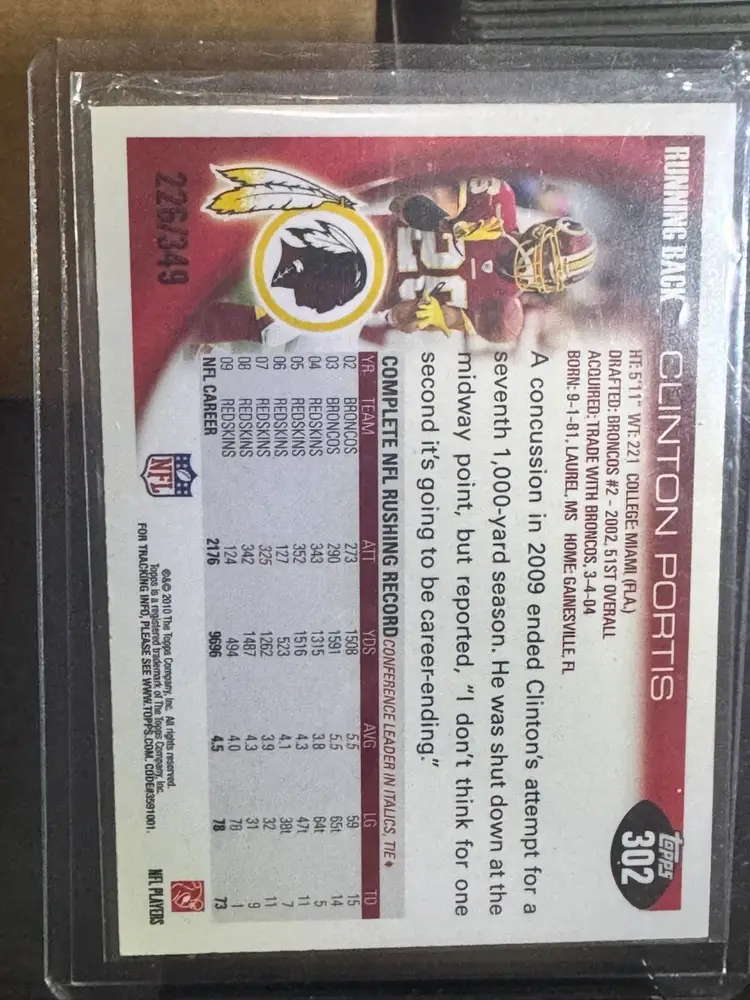 RUNNING BACK
CLINTON PORTIS
topps
302
HT: 5'11" WT: 221 COLLEGE: MIAMI (FLA.)
DRAFTED: BRONCOS #2 - 2002, 51ST OVERALL
ACQUIRED: TRADE WITH BRONCOS, 3-4-04
BORN: 9-1-81, LAUREL, MS HOME: GAINESVILLE, FL
A concussion in 2009 ended Clinton's attempt for a
seventh 1,000-yard season. He was shut down at the
midway point, but reported, "I don't think for one
second it's going to be career-ending."
COMPLETE NFL RUSHING RECORD CONFERENCE LEADER IN ITALICS, TIE ♦
YR. TEAM ATT YDS AVG LG TD
02 BRONCOS 273 1508 5.5 59 15
03 BRONCOS 290 1591 5.5 65t 14
04 REDSKINS 343 1315 3.8 64t 5
05 REDSKINS 352 1516 4.3 47t 11
06 REDSKINS 127 523 4.1 38t 7
07 REDSKINS 325 1262 3.9 32 11
08 REDSKINS 342 1487 4.3 31 9
09 REDSKINS 124 494 4.0 78 1
NFL CAREER 2176 9696 4.5 78 73
226/349
26
NFL
®&© 2010 The Topps Company, Inc. All rights reserved.
Topps is a registered trademark of The Topps Company, Inc.
FOR TRACKING INFO, PLEASE SEE WWW.TOPPS.COM. CODE#3591001.
NFL PLAYERS